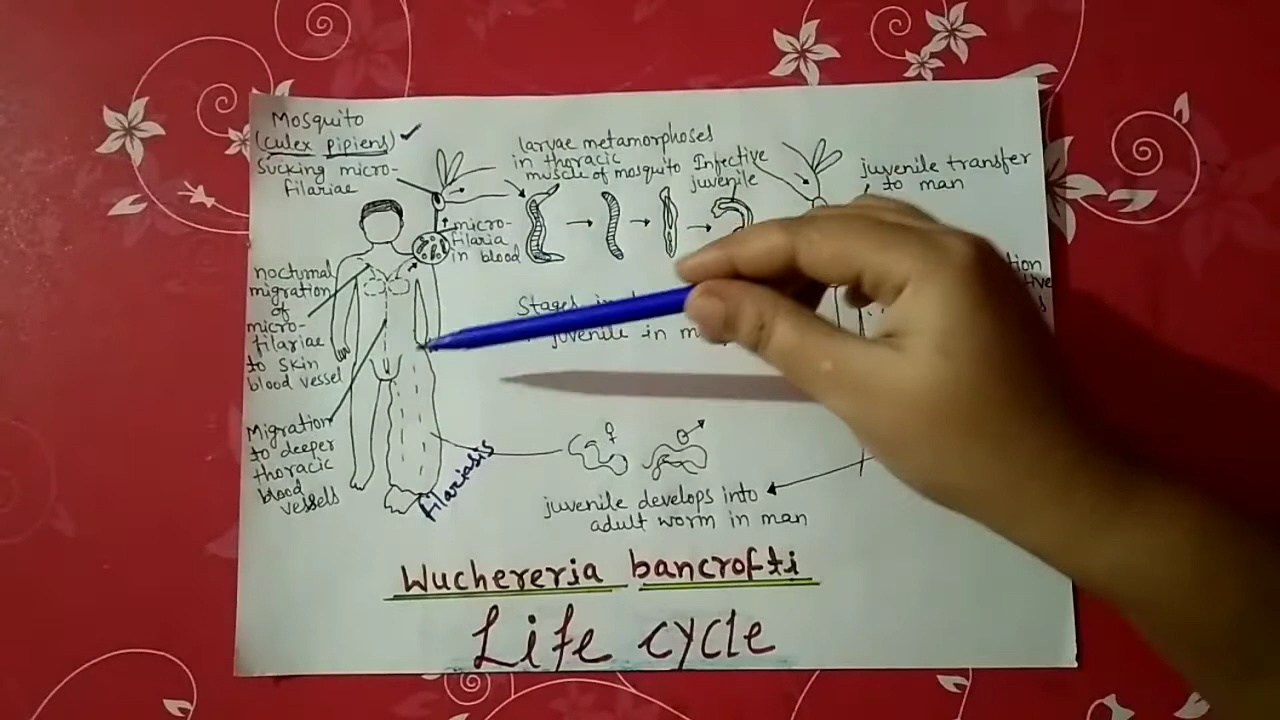 Mosquito
(culex pipiens) ✓
Sucking micro-
filariae
larvae metamorphoses
in thoracic
muscle of mosquito
Infective
juvenile
juvenile transfer
to man
micro-
filaria
in blood
nocturnal
migration
of
micro-
filariae
to skin
blood vessel
Stages in
juvenile in
Migration
to deeper
thoracic
blood
vessels
filariasis
♀
juvenile develops into
adult worm in man
Wuchereria bancrofti
Life cycle